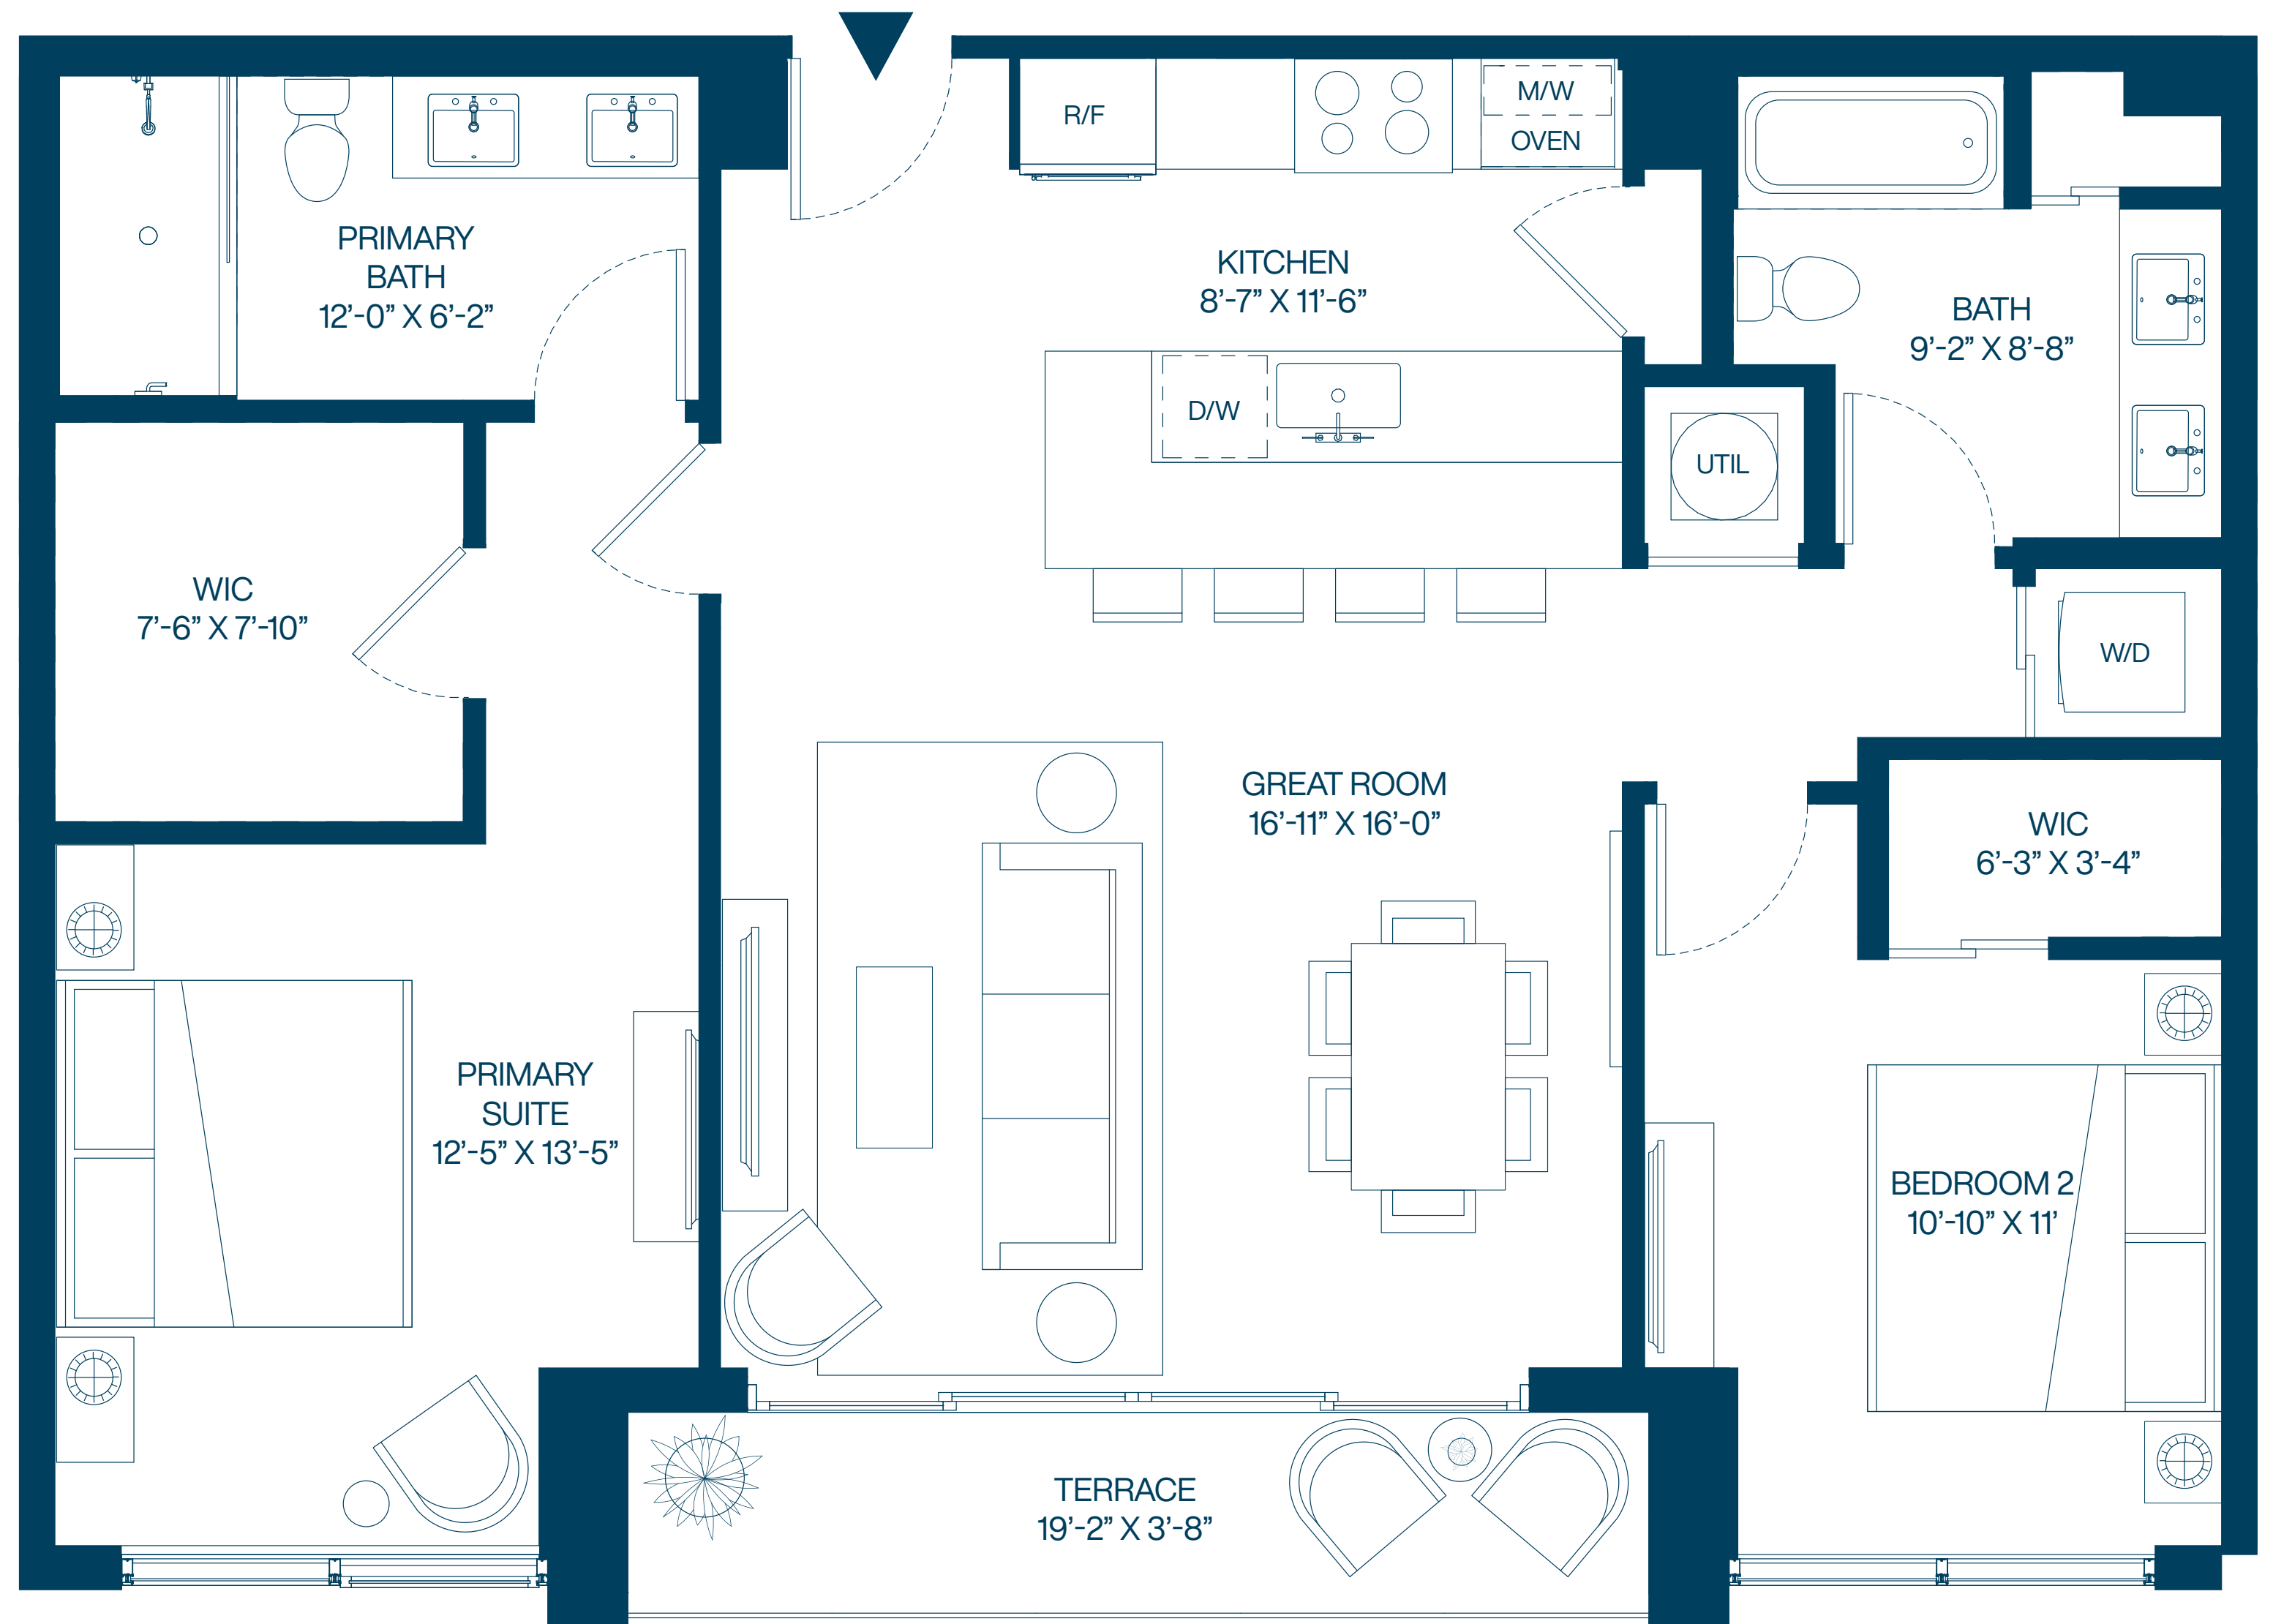 R/F
M/W
OVEN
PRIMARY
BATH
12’-0” X 6’-2”
KITCHEN
8’-7” X 11’-6”
BATH
9’-2” X 8’-8”
D/W
UTIL
WIC
7’-6” X 7’-10”
W/D
GREAT ROOM
16’-11” X 16’-0”
WIC
6’-3” X 3’-4”
PRIMARY
SUITE
12’-5” X 13’-5”
BEDROOM 2
10’-10” X 11’
TERRACE
19’-2” X 3’-8”